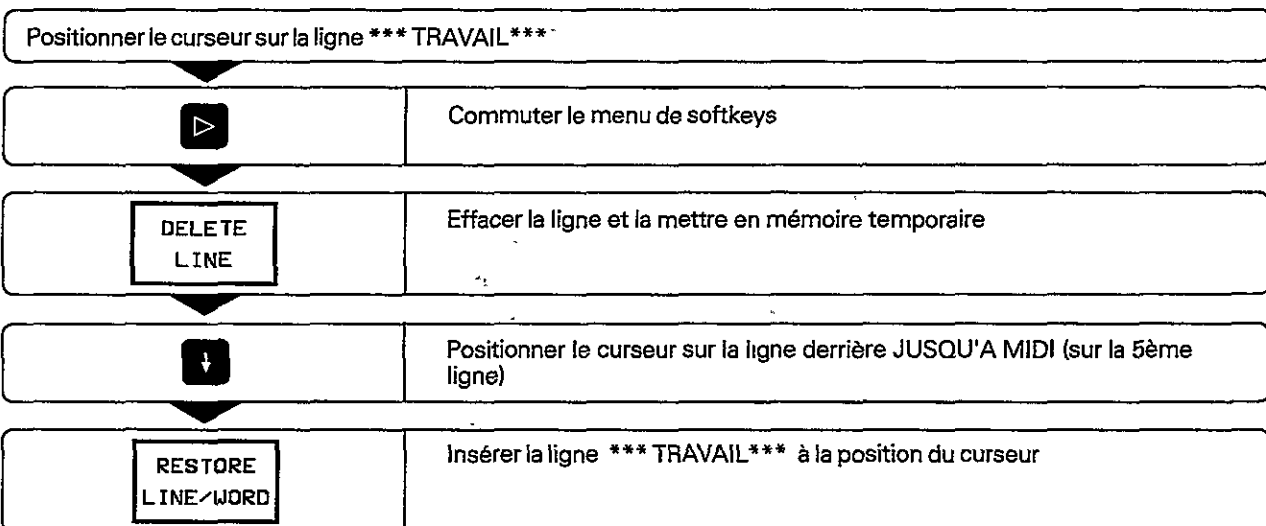 Positionner le curseur sur la ligne *** TRAVAIL***
Commuter le menu de softkeys
DELETE
LINE
Effacer la ligne et la mettre en mémoire temporaire
Positionner le curseur sur la ligne derrière JUSQU'A MIDI (sur la 5ème
ligne)
RESTORE
LINE/WORD
Insérer la ligne *** TRAVAIL*** à la position du curseur